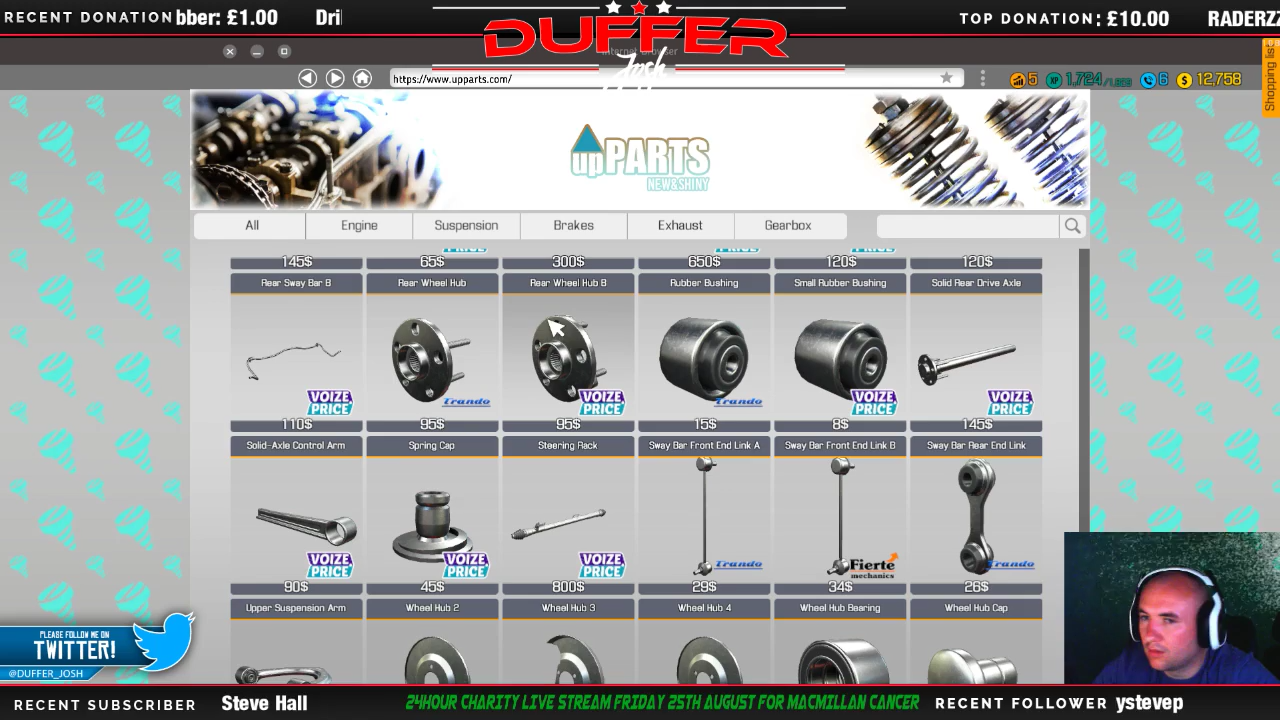 RECENT DONATION
bber: £1.00
Dri
DUFFER
Josh
TOP DONATION: £10.00
RADERZ
https://www.upparts.com/
5
1,724
6
12,758
Shopping list
upPARTS
NEW&SHINY
All Engine Suspension Brakes Exhaust Gearbox
PRICE PRICE PRICE
145$ 65$ 300$ 650$ 120$ 120$
Rear Sway Bar B Rear Wheel Hub Rear Wheel Hub B Rubber Bushing Small Rubber Bushing Solid Rear Drive Axle
VOIZE PRICE Trando VOIZE PRICE Trando VOIZE PRICE VOIZE PRICE
110$ 95$ 95$ 15$ 8$ 145$
Solid-Axle Control Arm Spring Cap Steering Rack Sway Bar Front End Link A Sway Bar Front End Link B Sway Bar Rear End Link
VOIZE PRICE VOIZE PRICE VOIZE PRICE Trando Fierte mechanics Trando
90$ 45$ 800$ 29$ 34$ 26$
Upper Suspension Arm Wheel Hub 2 Wheel Hub 3 Wheel Hub 4 Wheel Hub Bearing Wheel Hub Cap
PLEASE FOLLOW ME ON
TWITTER!
@DUFFER_JOSH
RECENT SUBSCRIBER
Steve Hall
24HOUR CHARITY LIVE STREAM FRIDAY 25TH AUGUST FOR MACMILLAN CANCER
RECENT FOLLOWER
ystevep